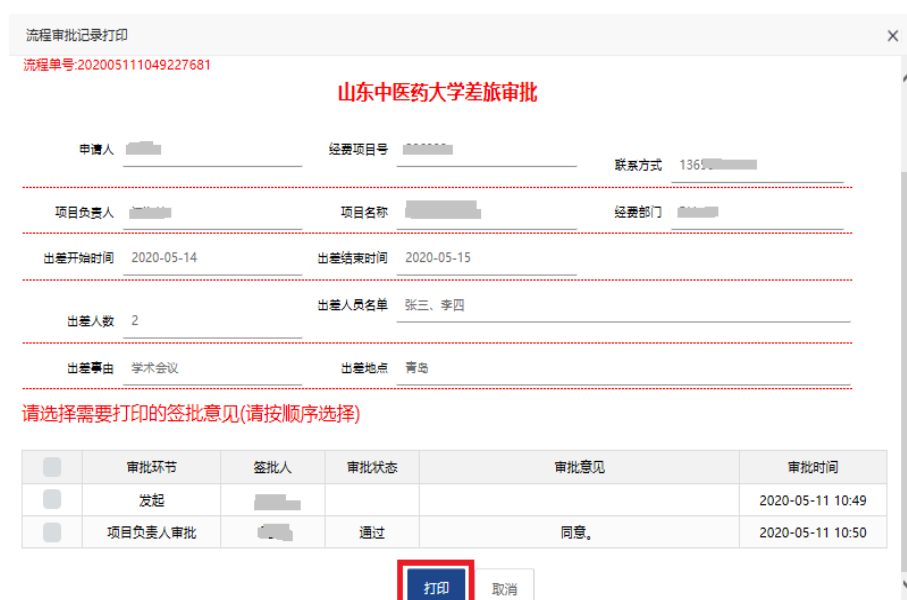 流程审批记录打印
流程单号:202005111049227681
山东中医药大学差旅审批
申请人 经费项目号
联系方式 1369
项目负责人 项目名称 经费部门
出差开始时间 2020-05-14 出差结束时间 2020-05-15
出差人员名单 张三、李四
出差人数 2
出差事由 学术会议 出差地点 青岛
请选择需要打印的签批意见(请按顺序选择)
审批环节 签批人 审批状态 审批意见 审批时间
发起 2020-05-11 10:49
项目负责人审批 通过 同意。 2020-05-11 10:50
打印 取消